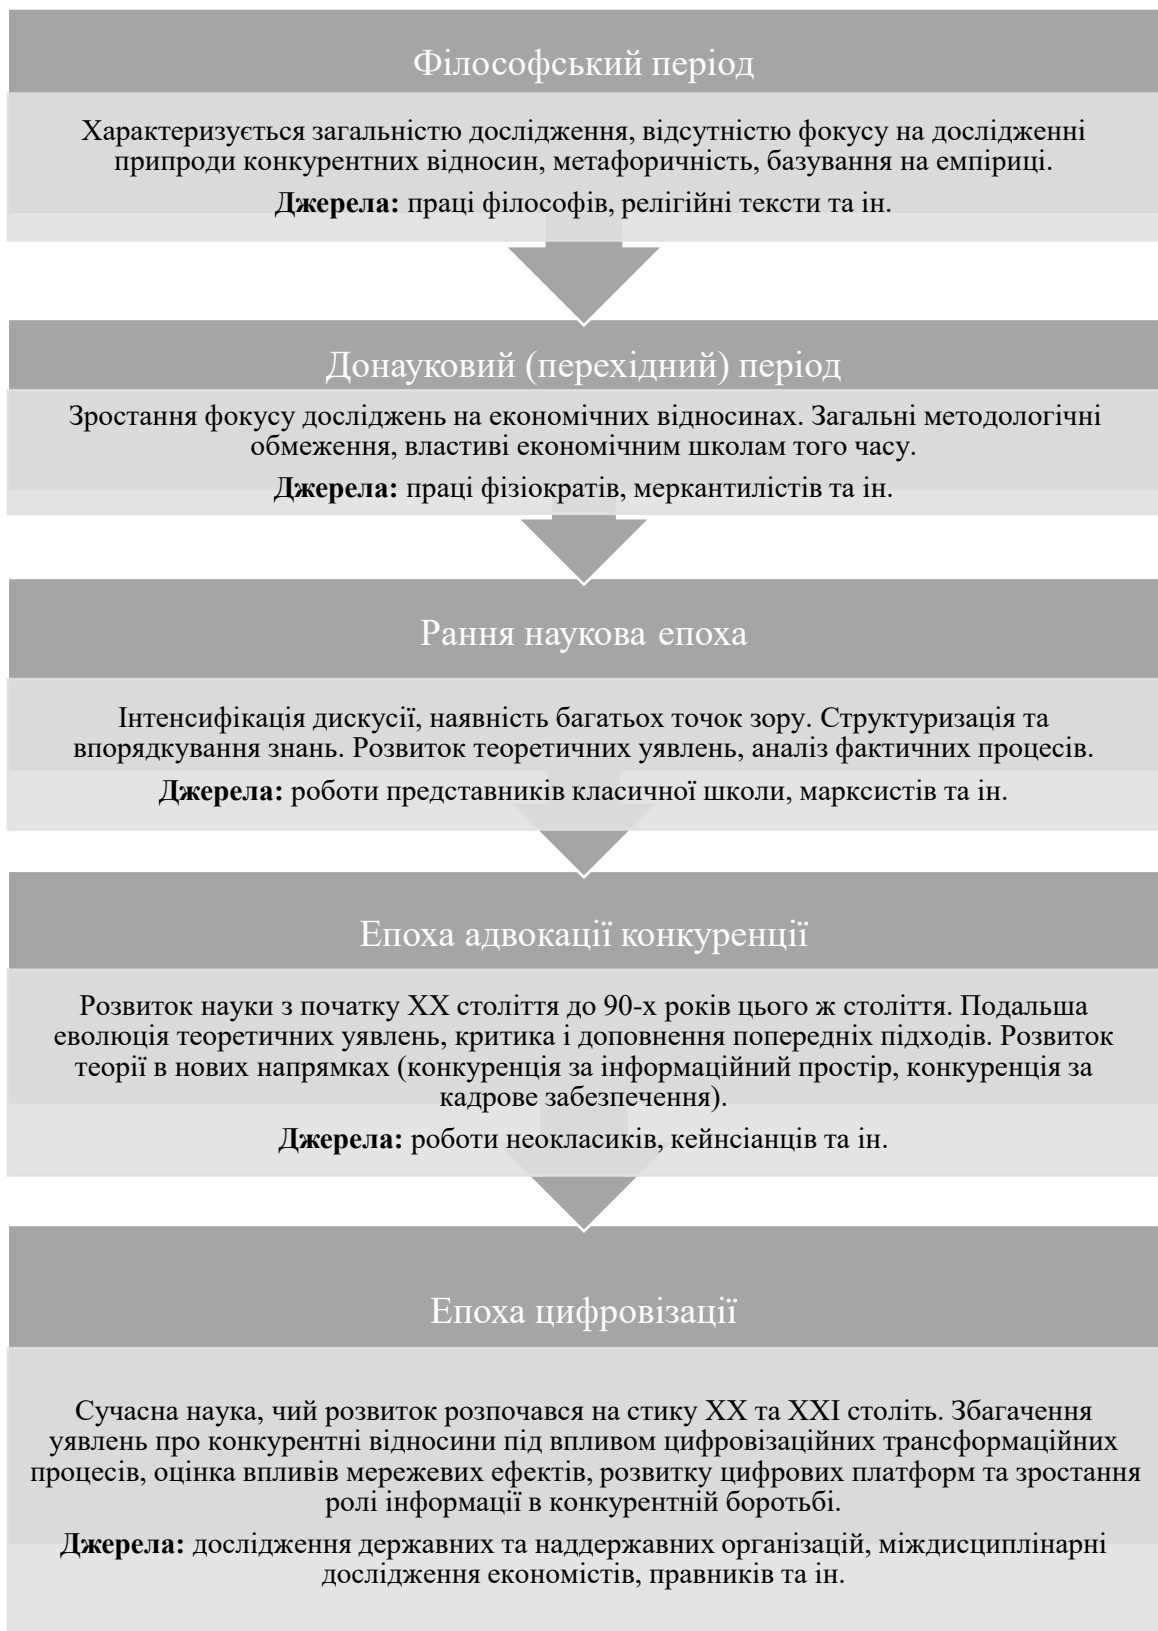 Філософський період
Характеризується загальністю дослідження, відсутністю фокусу на дослідженні
припроди конкурентних відносин, метафоричність, базування на емпіриці.
Джерела: праці філософів, релігійні тексти та ін.
Донауковий (перехідний) період
Зростання фокусу досліджень на економічних відносинах. Загальні методологічні
обмеження, властиві економічним школам того часу.
Джерела: праці фізіократів, меркантилістів та ін.
Рання наукова епоха
Інтенсифікація дискусії, наявність багатьох точок зору. Структуризація та
впорядкування знань. Розвиток теоретичних уявлень, аналіз фактичних процесів.
Джерела: роботи представників класичної школи, марксистів та ін.
Епоха адвокації конкуренції
Розвиток науки з початку ХХ століття до 90-х років цього ж століття. Подальша
еволюція теоретичних уявлень, критика і доповнення попередніх підходів. Розвиток
теорії в нових напрямках (конкуренція за інформаційний простір, конкуренція за
кадрове забезпечення).
Джерела: роботи неокласиків, кейнсіанців та ін.
Епоха цифровізації
Сучасна наука, чий розвиток розпочався на стику ХХ та ХХІ століть. Збагачення
уявлень про конкурентні відносини під впливом цифровізаційних трансформаційних
процесів, оцінка впливів мережевих ефектів, розвитку цифрових платформ та зростання
ролі інформації в конкурентній боротьбі.
Джерела: дослідження державних та наддержавних організацій, міждисциплінарні
дослідження економістів, правників та ін.